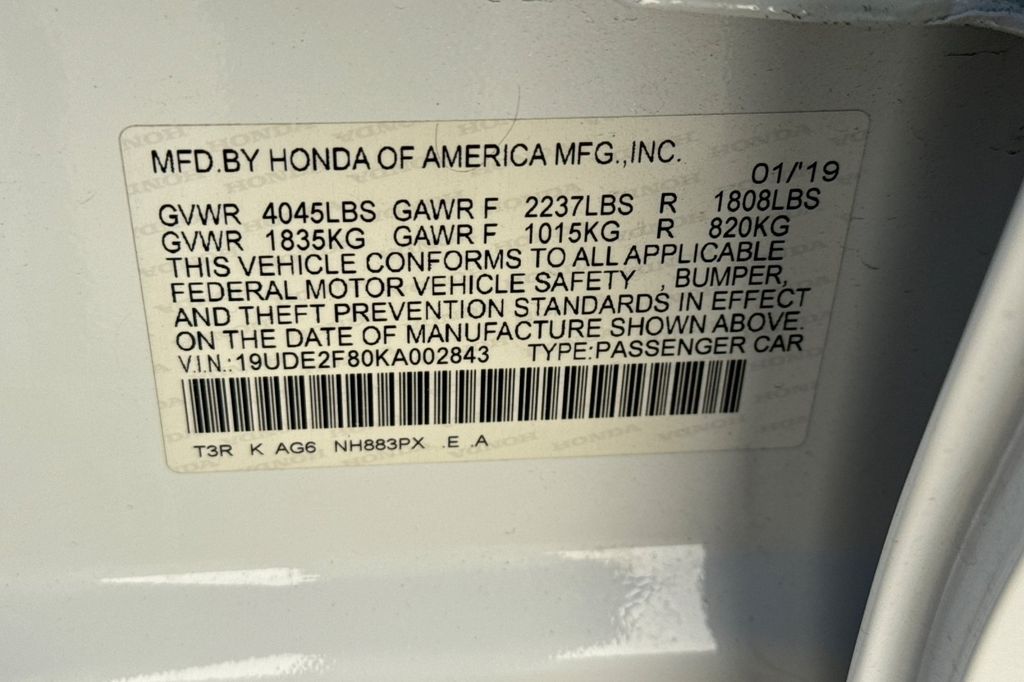 MFD.BY HONDA OF AMERICA MFG.,INC.
01/'19
GVWR 4045LBS GAWR F 2237LBS R 1808LBS
GVWR 1835KG GAWR F 1015KG R 820KG
THIS VEHICLE CONFORMS TO ALL APPLICABLE
FEDERAL MOTOR VEHICLE SAFETY , BUMPER,
AND THEFT PREVENTION STANDARDS IN EFFECT
ON THE DATE OF MANUFACTURE SHOWN ABOVE.
V.I.N.:19UDE2F80KA002843 TYPE:PASSENGER CAR
T3R K AG6 NH883PX .E .A